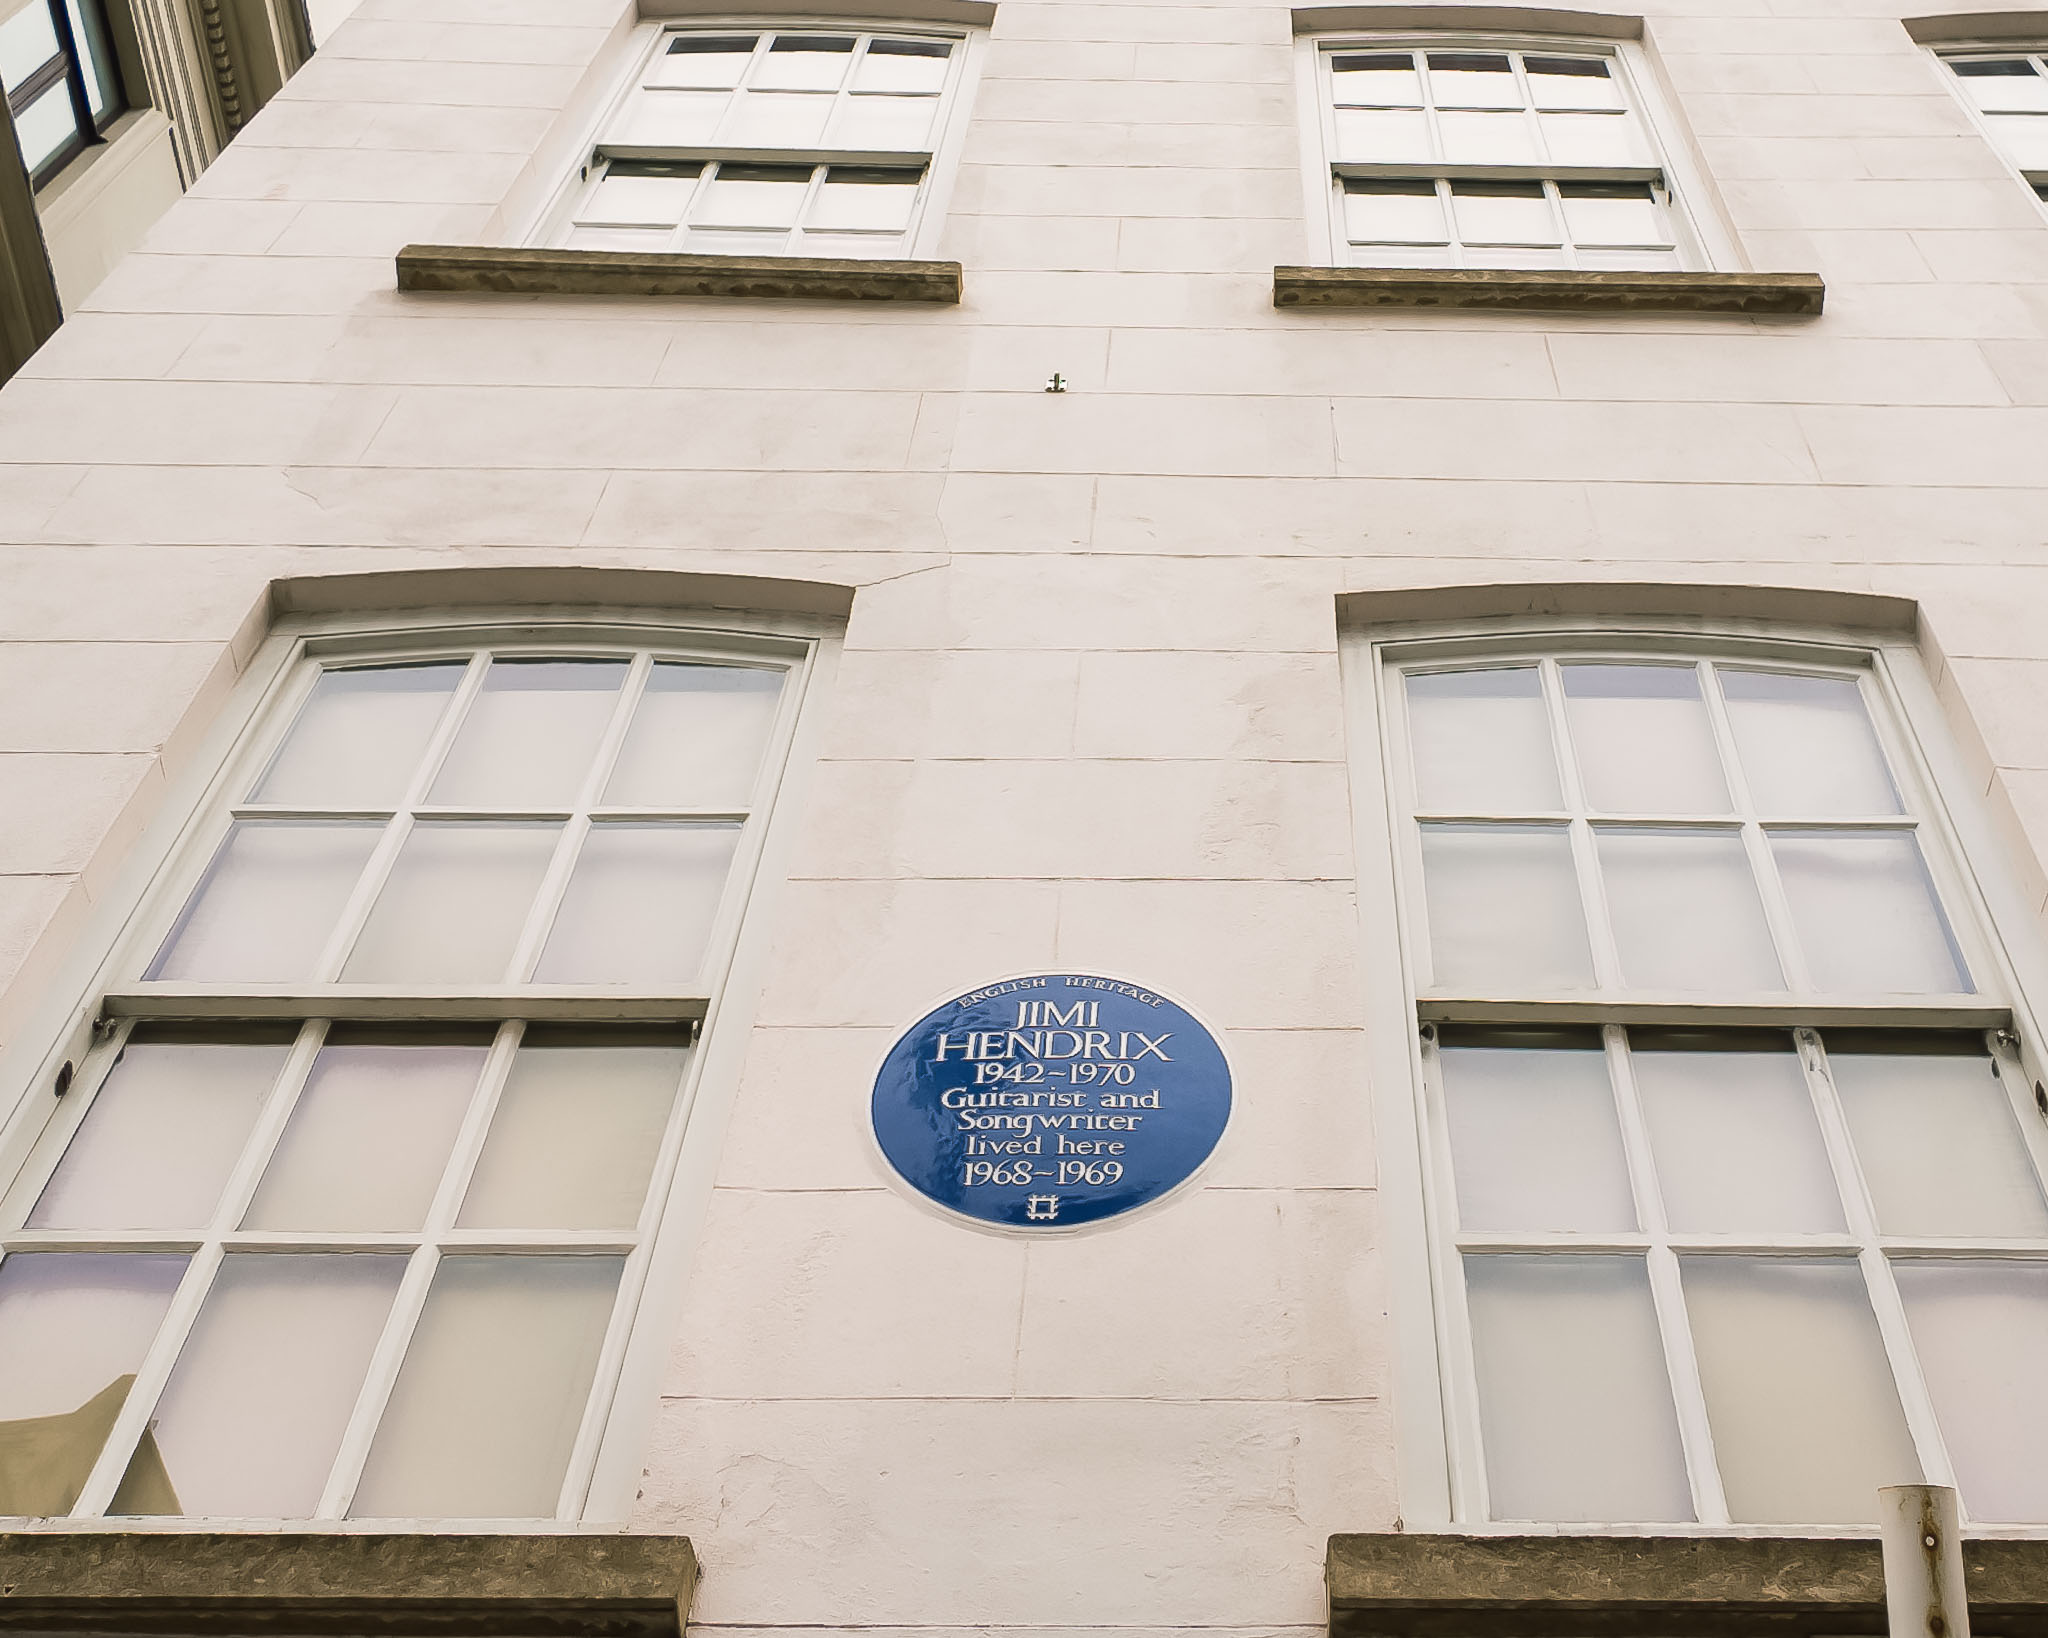 ENGLISH HERITAGE
JIMI
HENDRIX
1942~1970
Guitarist and
Songwriter
lived here
1968~1969